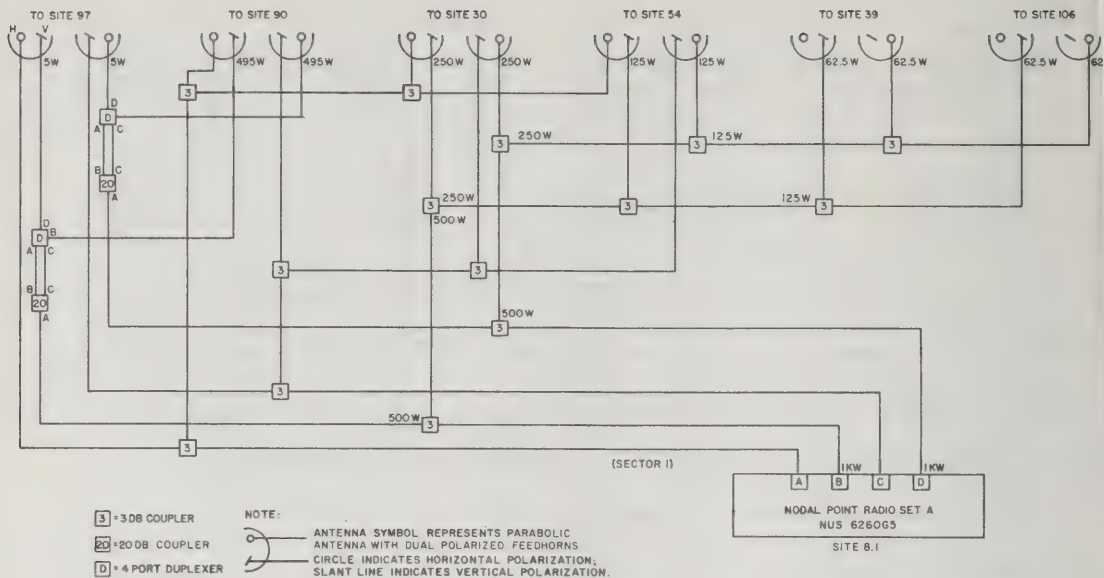 TO SITE 97 TO SITE 90 TO SITE 30 TO SITE 54 TO SITE 39 TO SITE 106
H V
5W 5W 495W 495W 250W 250W 125W 125W 62.5W 62.5W 62.5W 62
3 3
D
D
A C
250W 3 3 125W 3
B C
20
A
250W
3 3 125W 3
500W
D
D B
A C
3 3
B C
20
A
500W
3
3
500W 3
3
(SECTOR 1)
1KW 1KW
A B C D
NODAL POINT RADIO SET A
NUS 6260G5
SITE 8.1
3 = 3 DB COUPLER
20 = 20 DB COUPLER
D = 4 PORT DUPLEXER
NOTE:
ANTENNA SYMBOL REPRESENTS PARABOLIC
ANTENNA WITH DUAL POLARIZED FEEDHORNS
CIRCLE INDICATES HORIZONTAL POLARIZATION;
SLANT LINE INDICATES VERTICAL POLARIZATION.